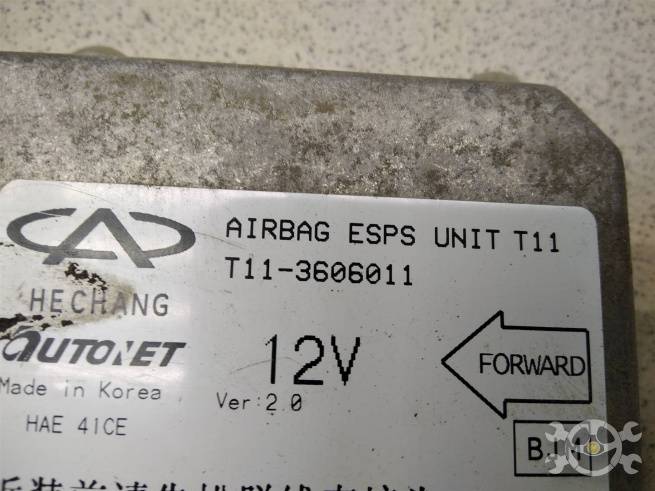 AIRBAG ESPS UNIT T11
T11-3606011
HECHANG
AUTONET
12V
FORWARD
Made in Korea
Ver:2.0
HAE 41CE